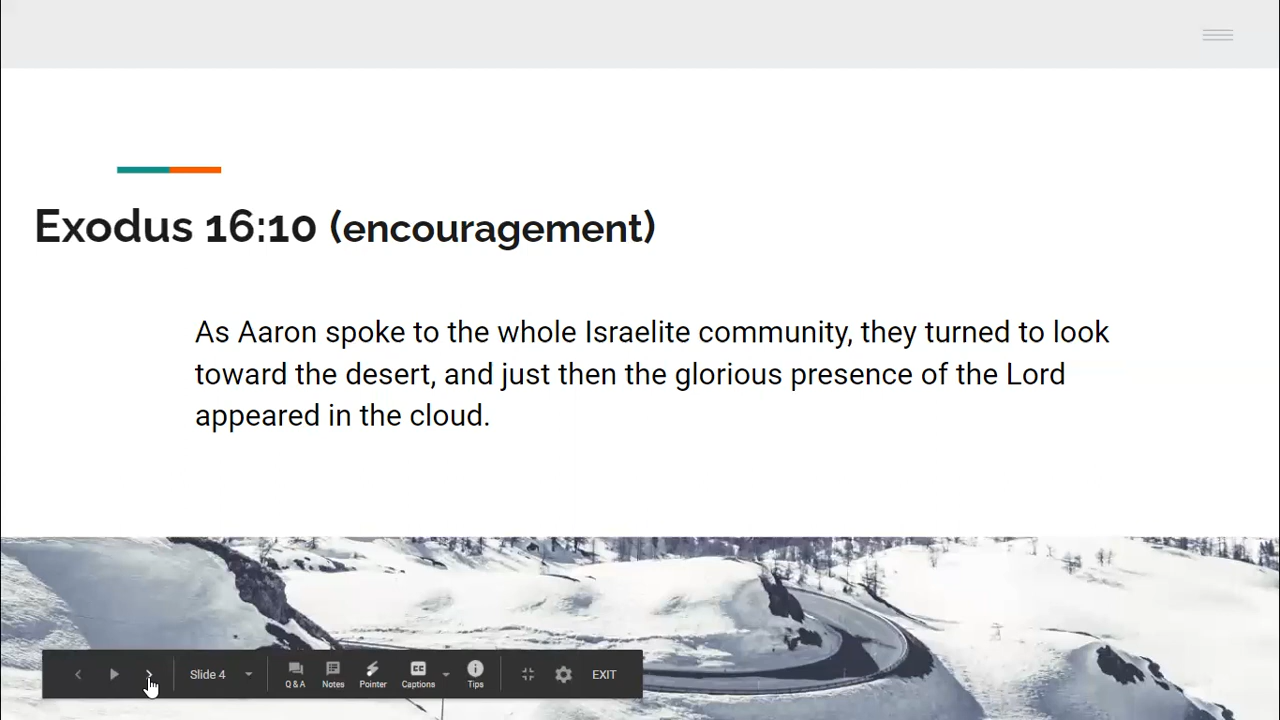 Exodus 16:10 (encouragement)
As Aaron spoke to the whole Israelite community, they turned to look
toward the desert, and just then the glorious presence of the Lord
appeared in the cloud.
Slide 4
Q & A
Notes
Pointer
CC
Captions
Tips
EXIT